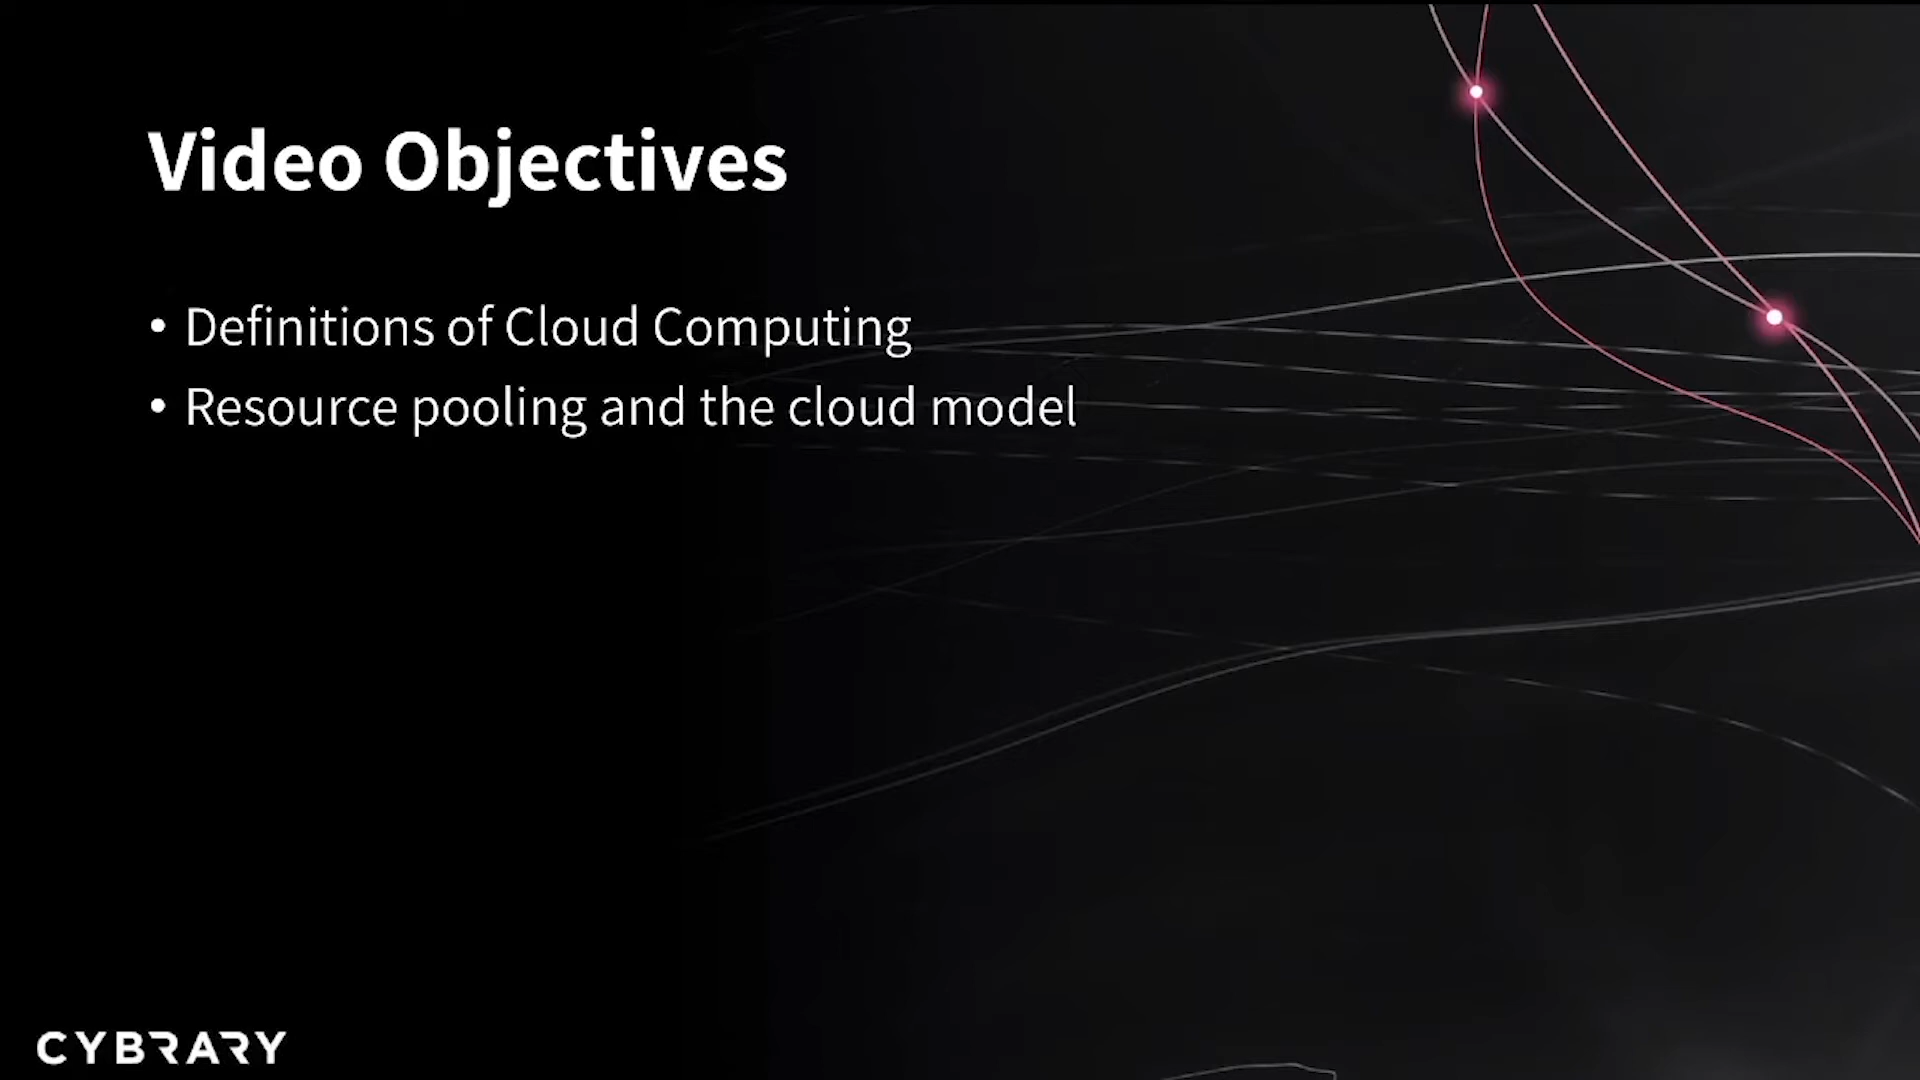 Video Objectives
• Definitions of Cloud Computing
• Resource pooling and the cloud model
CYBRARY